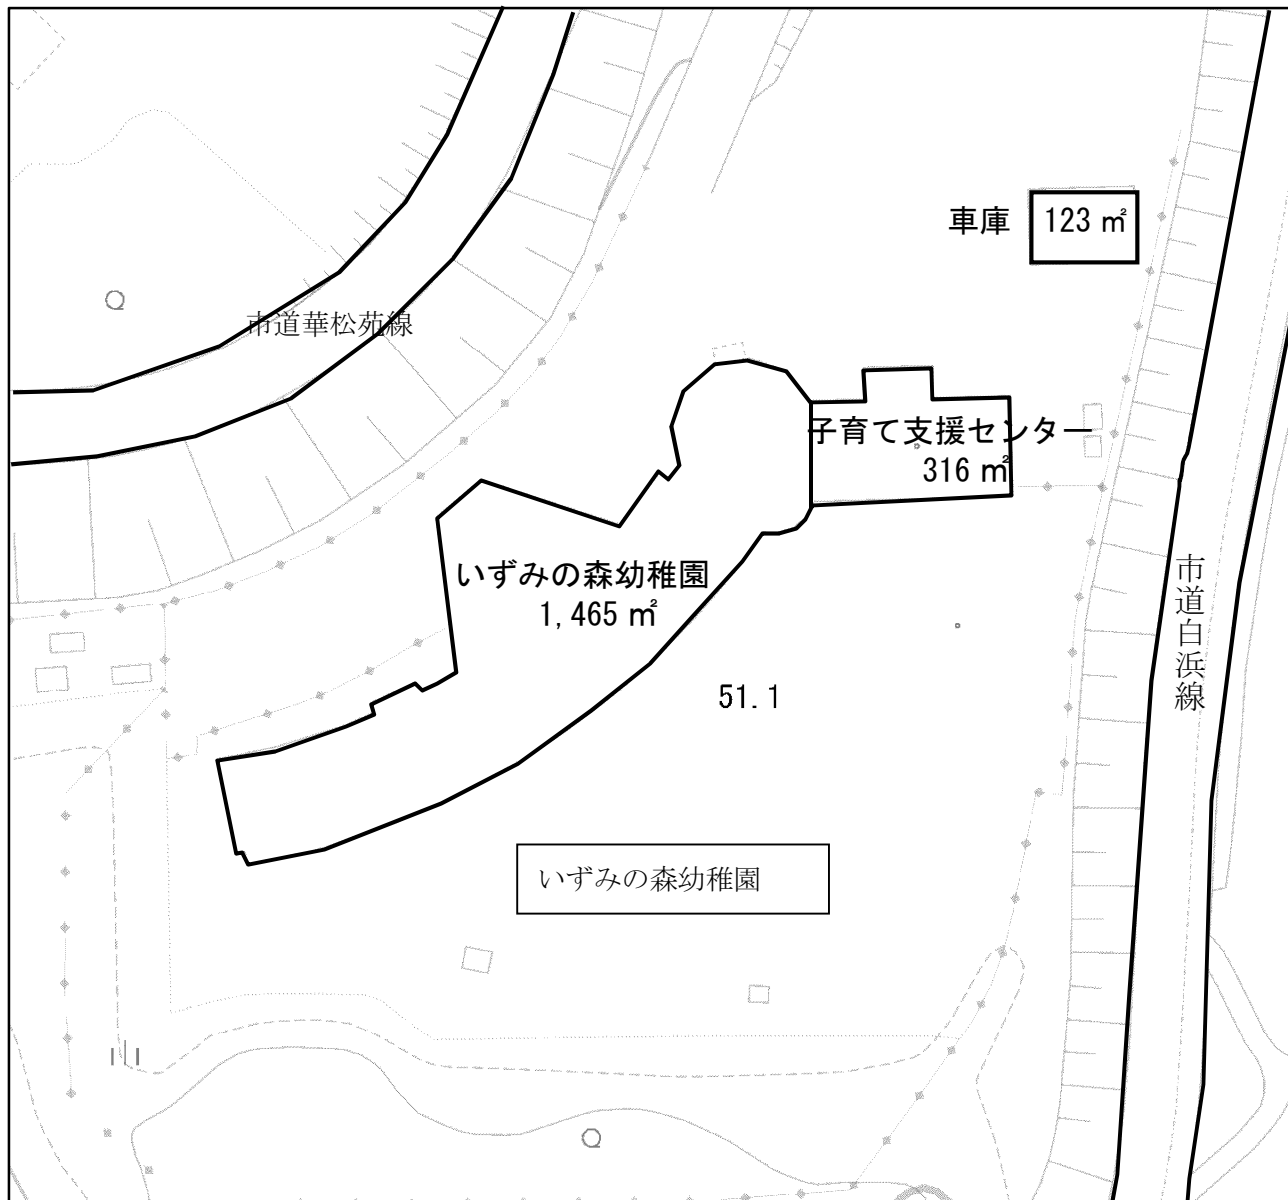 車庫
123 ㎡
市道華松苑線
子育て支援センター
316 ㎡
いずみの森幼稚園
1,465 ㎡
市道白浜線
51.1
いずみの森幼稚園